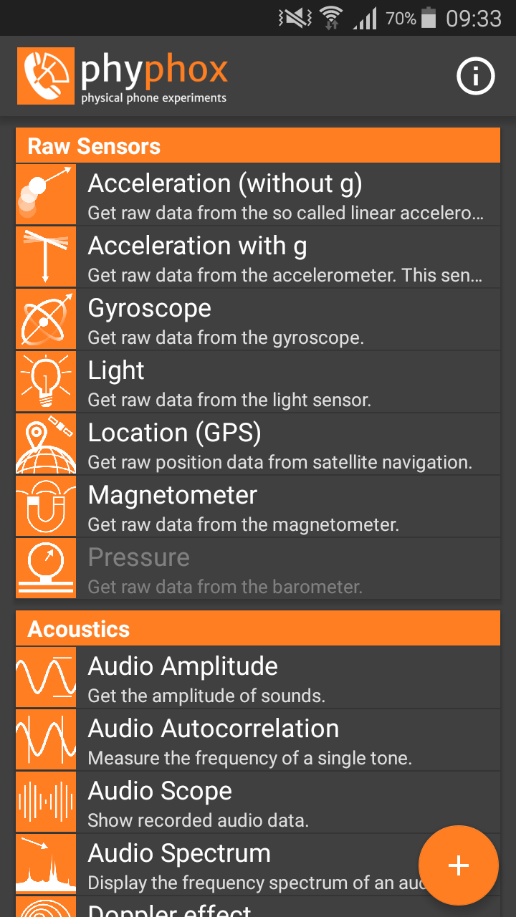 70% 09:33
phyphox
physical phone experiments
Raw Sensors
Acceleration (without g)
Get raw data from the so called linear accelero...
Acceleration with g
Get raw data from the accelerometer. This sen...
Gyroscope
Get raw data from the gyroscope.
Light
Get raw data from the light sensor.
Location (GPS)
Get raw position data from satellite navigation.
Magnetometer
Get raw data from the magnetometer.
Pressure
Get raw data from the barometer.
Acoustics
Audio Amplitude
Get the amplitude of sounds.
Audio Autocorrelation
Measure the frequency of a single tone.
Audio Scope
Show recorded audio data.
Audio Spectrum
Display the frequency spectrum of an
Doppler effect